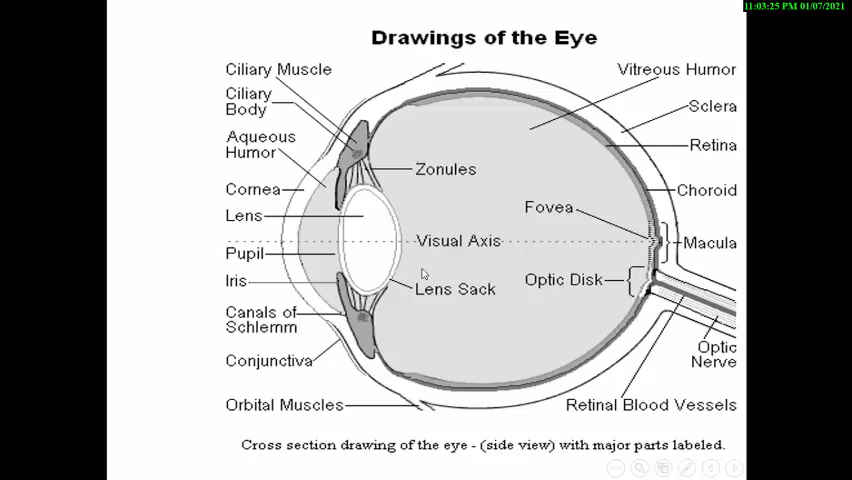 11:03:25 PM 01/07/2021
Drawings of the Eye
Ciliary Muscle
Ciliary
Body
Aqueous
Humor
Cornea
Lens
Pupil
Iris
Canals of
Schlemm
Conjunctiva
Orbital Muscles
Zonules
Visual Axis
Lens Sack
Fovea
Optic Disk
Vitreous Humor
Sclera
Retina
Choroid
Macula
Optic
Nerve
Retinal Blood Vessels
Cross section drawing of the eye - (side view) with major parts labeled.